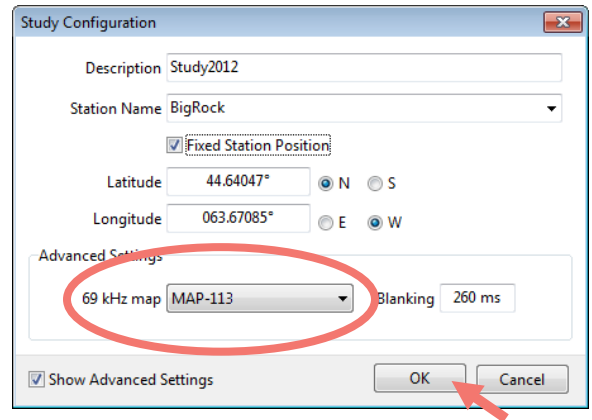 Study Configuration
Description Study2012
Station Name BigRock
Fixed Station Position
Latitude 44.64047° N S
Longitude 063.67085° E W
Advanced Settings
69 kHz map MAP-113 Blanking 260 ms
Show Advanced Settings OK Cancel